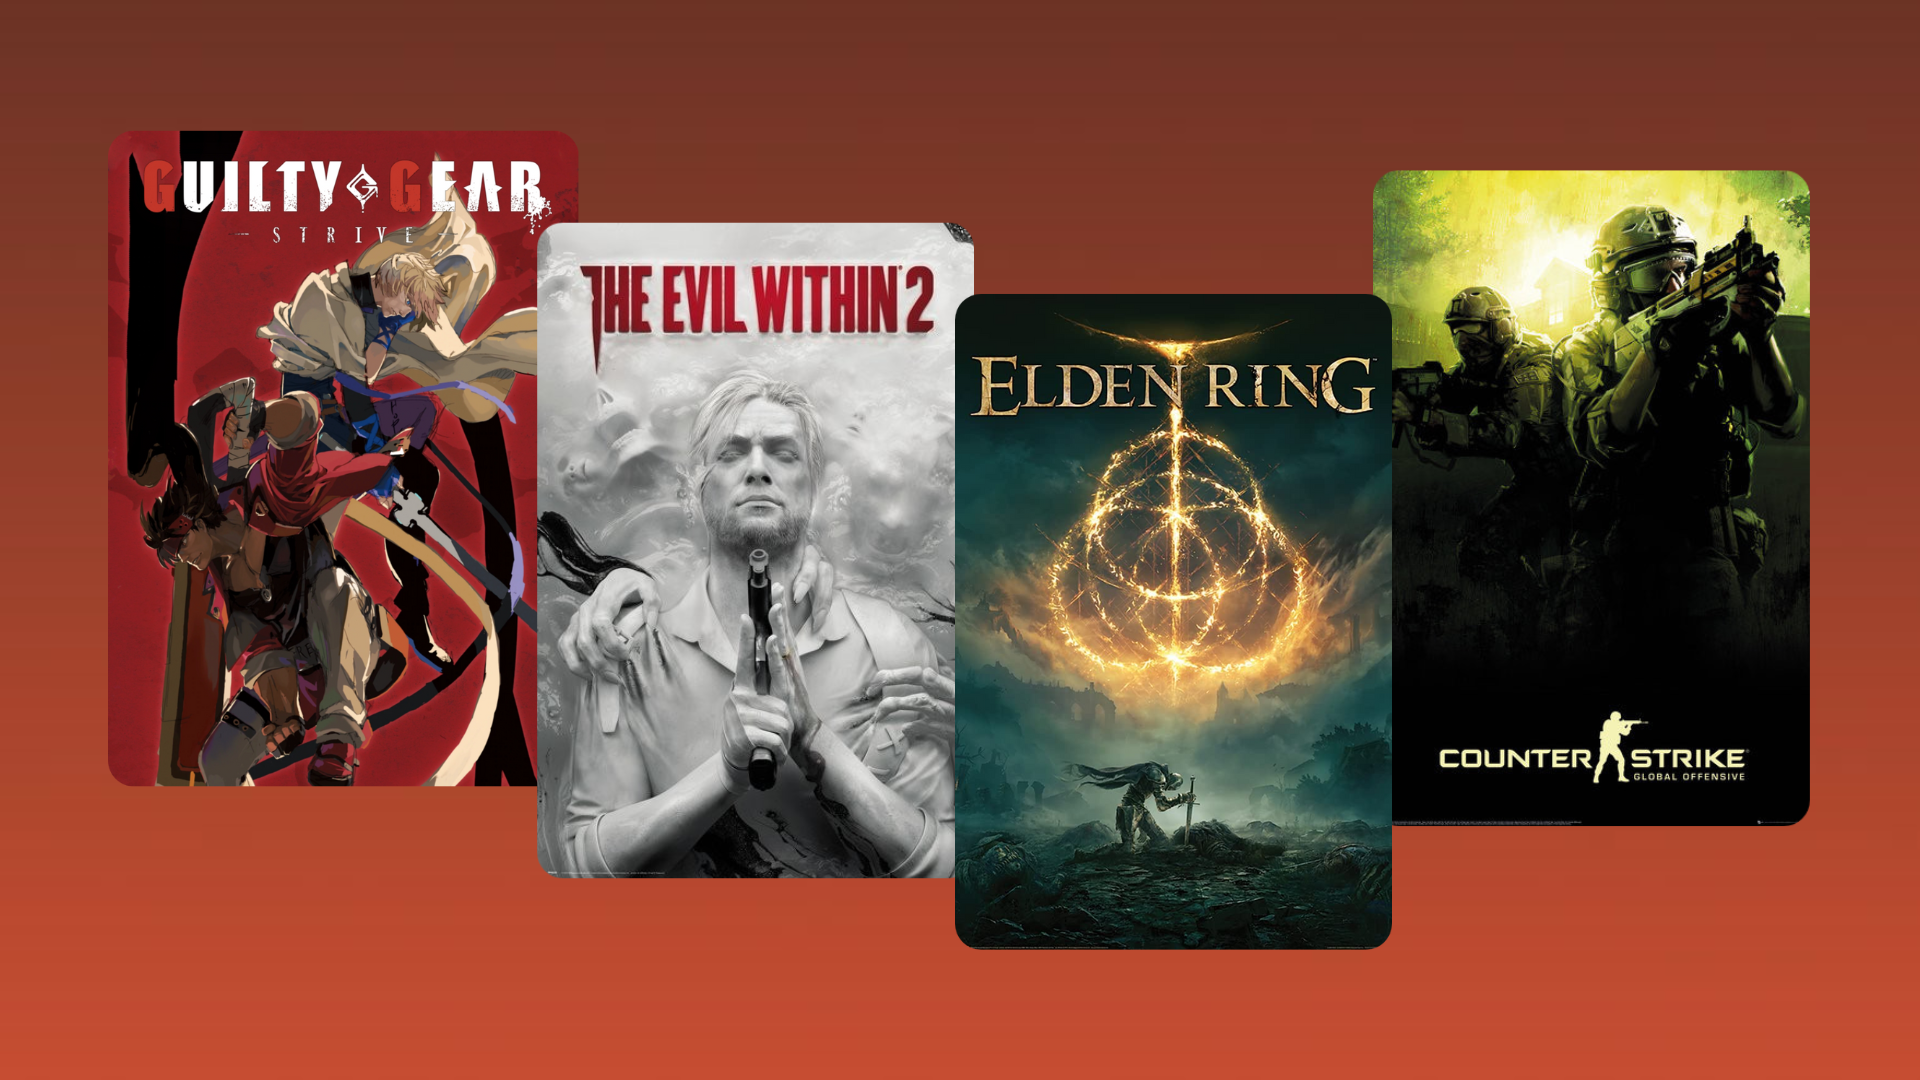 GUILTY GEAR
STRIVE
THE EVIL WITHIN 2
ELDEN RING
COUNTER STRIKE
GLOBAL OFFENSIVE